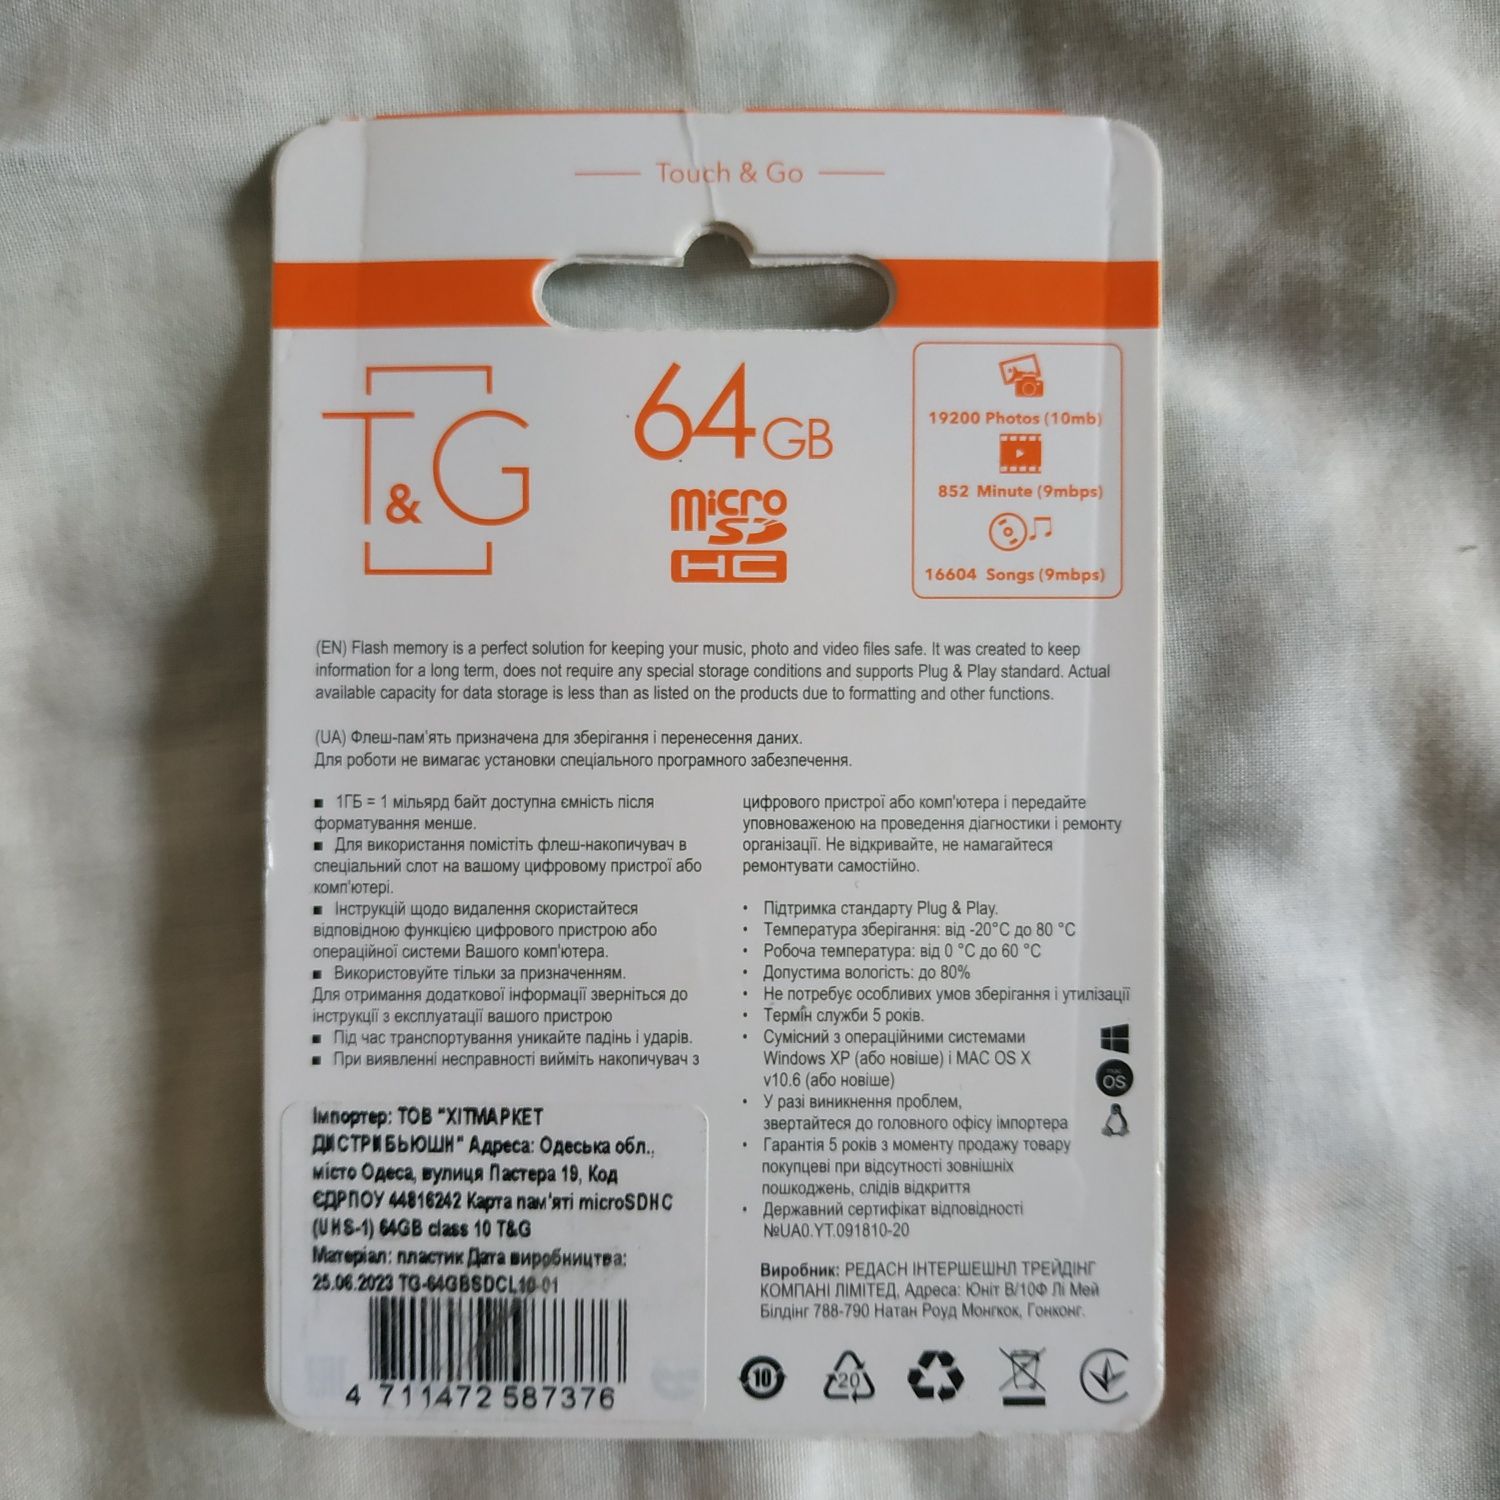 Touch & Go
T&G
64GB
micro
SD
HC
19200 Photos (10mb)
852 Minute (9mbps)
16604 Songs (9mbps)
(EN) Flash memory is a perfect solution for keeping your music, photo and video files safe. It was created to keep
information for a long term, does not require any special storage conditions and supports Plug & Play standard. Actual
available capacity for data storage is less than as listed on the products due to formatting and other functions.
(UA) Флеш-пам'ять призначена для зберігання і перенесення даних.
Для роботи не вимагає установки спеціального програмного забезпечення.
▪ 1ГБ = 1 мільярд байт доступна ємність після
форматування менше.
▪ Для використання помістіть флеш-накопичувач в
спеціальний слот на вашому цифровому пристрої або
комп'ютері.
▪ Інструкцій щодо видалення скористайтеся
відповідною функцією цифрового пристрою або
операційної системи Вашого комп'ютера.
▪ Використовуйте тільки за призначенням.
Для отримання додаткової інформації зверніться до
інструкції з експлуатації вашого пристрою
▪ Під час транспортування уникайте падінь і ударів.
▪ При виявленні несправності вийміть накопичувач з
цифрового пристрої або комп'ютера і передайте
уповноваженою на проведення діагностики і ремонту
організації. Не відкривайте, не намагайтеся
ремонтувати самостійно.
• Підтримка стандарту Plug & Play.
• Температура зберігання: від -20°C до 80 °C
• Робоча температура: від 0 °C до 60 °C
• Допустима вологість: до 80%
• Не потребує особливих умов зберігання і утилізації
• Термін служби 5 років.
• Сумісний з операційними системами
Windows XP (або новіше) і MAC OS X
v10.6 (або новіше)
• У разі виникнення проблем,
звертайтеся до головного офісу імпортера
• Гарантія 5 років з моменту продажу товару
покупцеві при відсутності зовнішніх
пошкоджень, слідів відкриття
• Державний сертифікат відповідності
№UA0.YT.091810-20
mac
OS
Імпортер: ТОВ "ХІТМАРКЕТ
ДИСТРИБЬЮШН" Адреса: Одеська обл.,
місто Одеса, вулиця Пастера 19, Код
ЄДРПОУ 44816242 Карта пам'яті microSDHC
(UHS-1) 64GB class 10 T&G
Матеріал: пластик Дата виробництва:
25.06.2023 TG-64GBSDCL10-01
4 711472 587376
Виробник: РЕДАСН ІНТЕРШЕШНЛ ТРЕЙДІНГ
КОМПАНІ ЛІМІТЕД, Адреса: Юніт В/10Ф Лі Мей
Білдінг 788-790 Натан Роуд Монгкок, Гонконг.
10
20